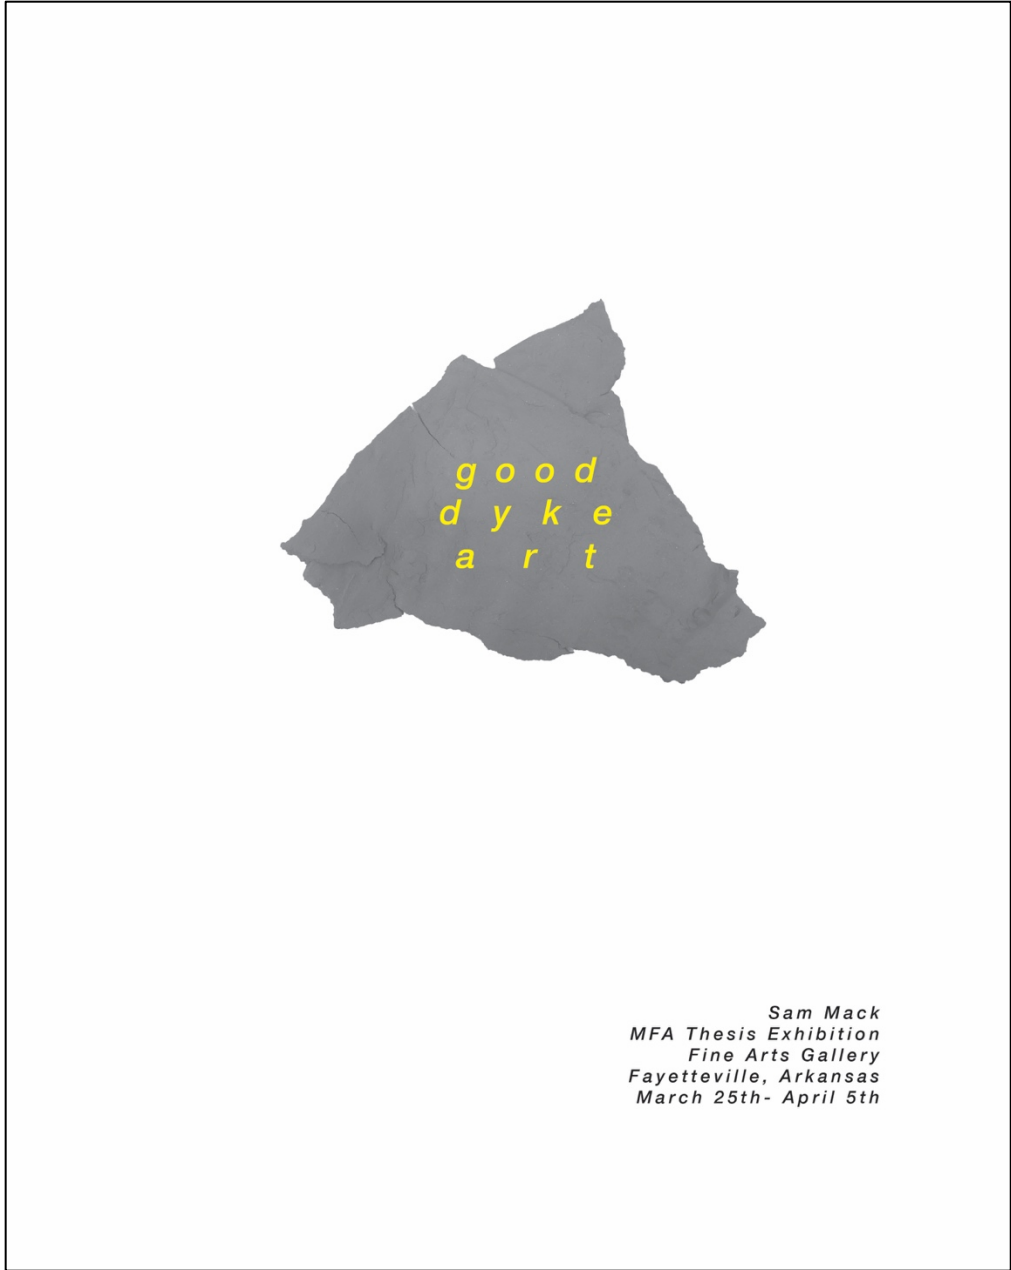 good
dyke
art
Sam Mack
MFA Thesis Exhibition
Fine Arts Gallery
Fayetteville, Arkansas
March 25th- April 5th